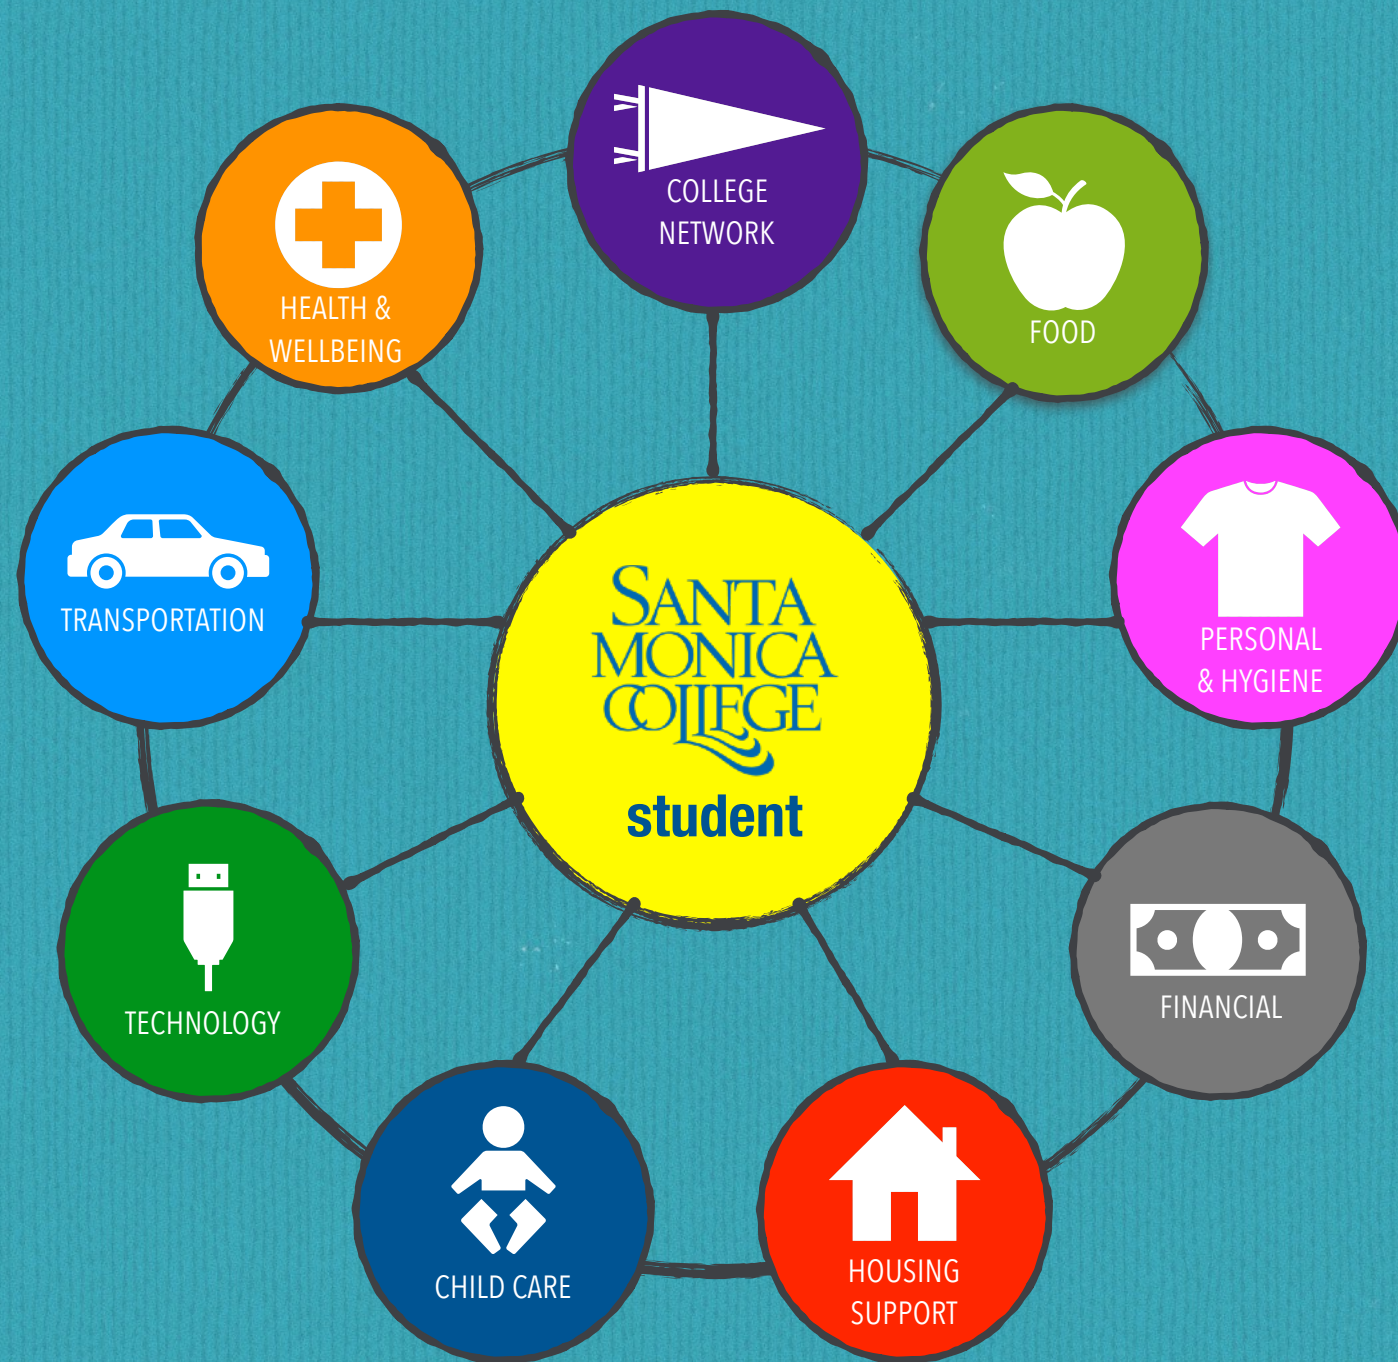 COLLEGE
NETWORK
FOOD
HEALTH &
WELLBEING
TRANSPORTATION
SANTA
MONICA
COLLEGE
student
PERSONAL
& HYGIENE
TECHNOLOGY
FINANCIAL
CHILD CARE
HOUSING
SUPPORT